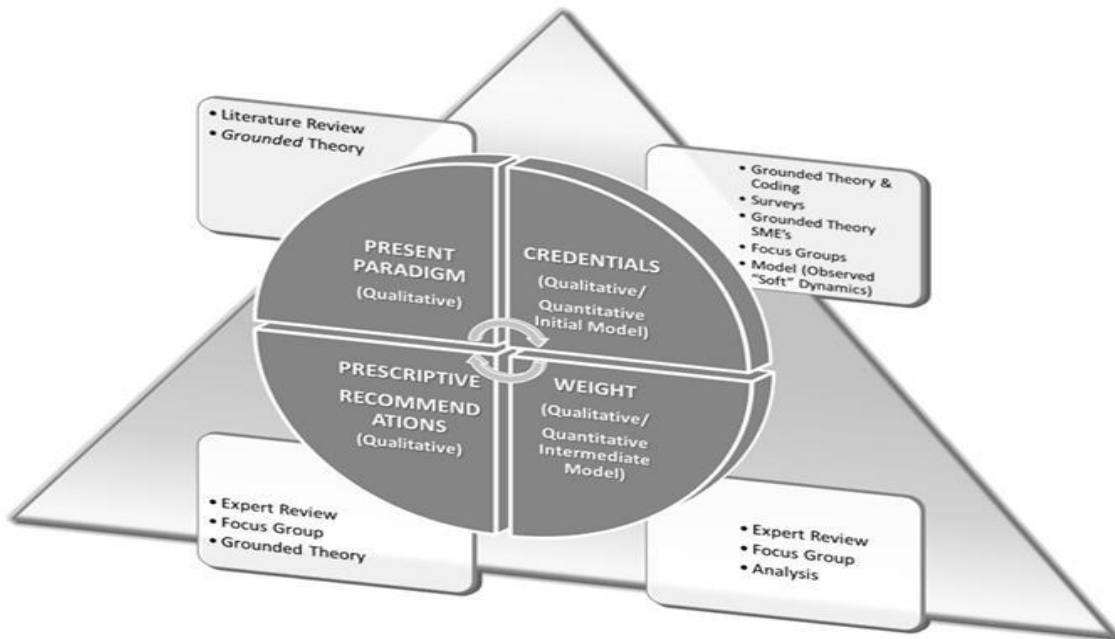 • Literature Review
• Grounded Theory
• Grounded Theory &
Coding
• Surveys
• Grounded Theory
SME's
• Focus Groups
• Model (Observed
"Soft" Dynamics)
PRESENT
PARADIGM
(Qualitative)
CREDENTIALS
(Qualitative/
Quantitative
Initial Model)
PRESCRIPTIVE
RECOMMEND
ATIONS
(Qualitative)
WEIGHT
(Qualitative/
Quantitative
Intermediate
Model)
• Expert Review
• Focus Group
• Grounded Theory
• Expert Review
• Focus Group
• Analysis